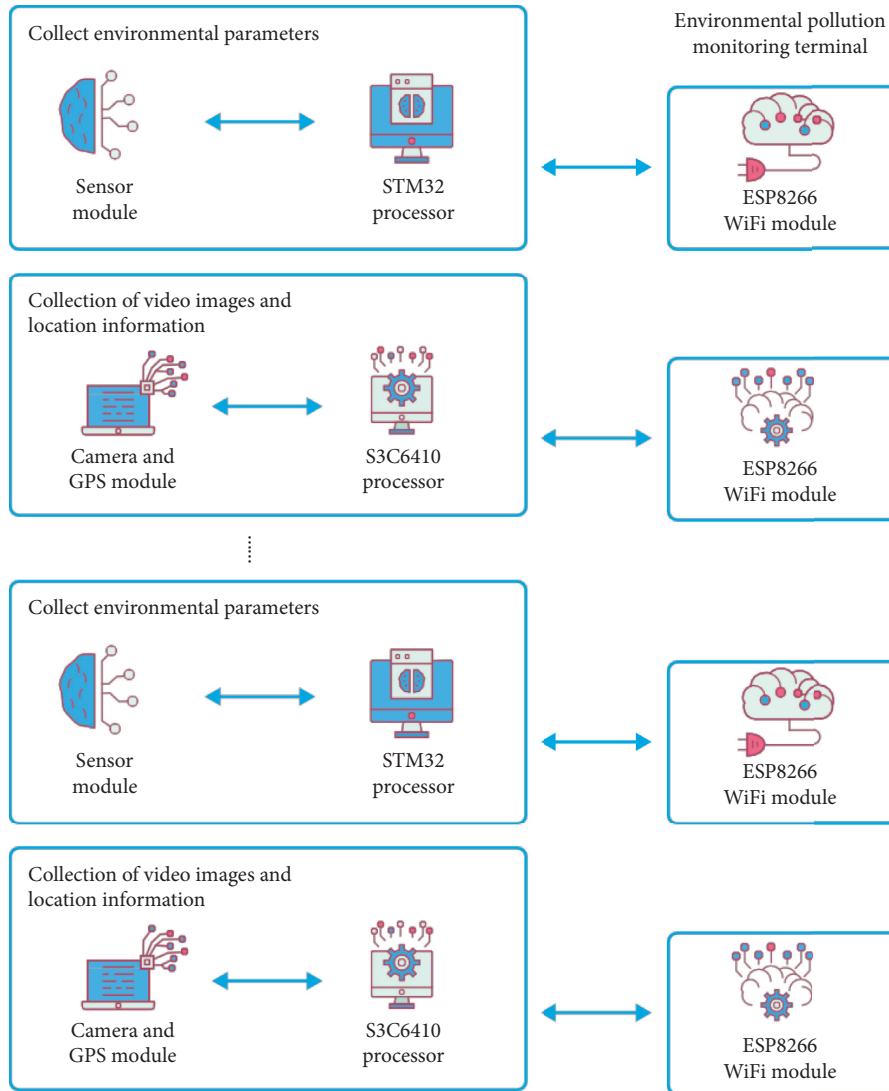 Collect environmental parameters
Environmental pollution
monitoring terminal
Sensor
module
STM32
processor
ESP8266
WiFi module
Collection of video images and
location information
Camera and
GPS module
S3C6410
processor
ESP8266
WiFi module
Collect environmental parameters
Sensor
module
STM32
processor
ESP8266
WiFi module
Collection of video images and
location information
Camera and
GPS module
S3C6410
processor
ESP8266
WiFi module